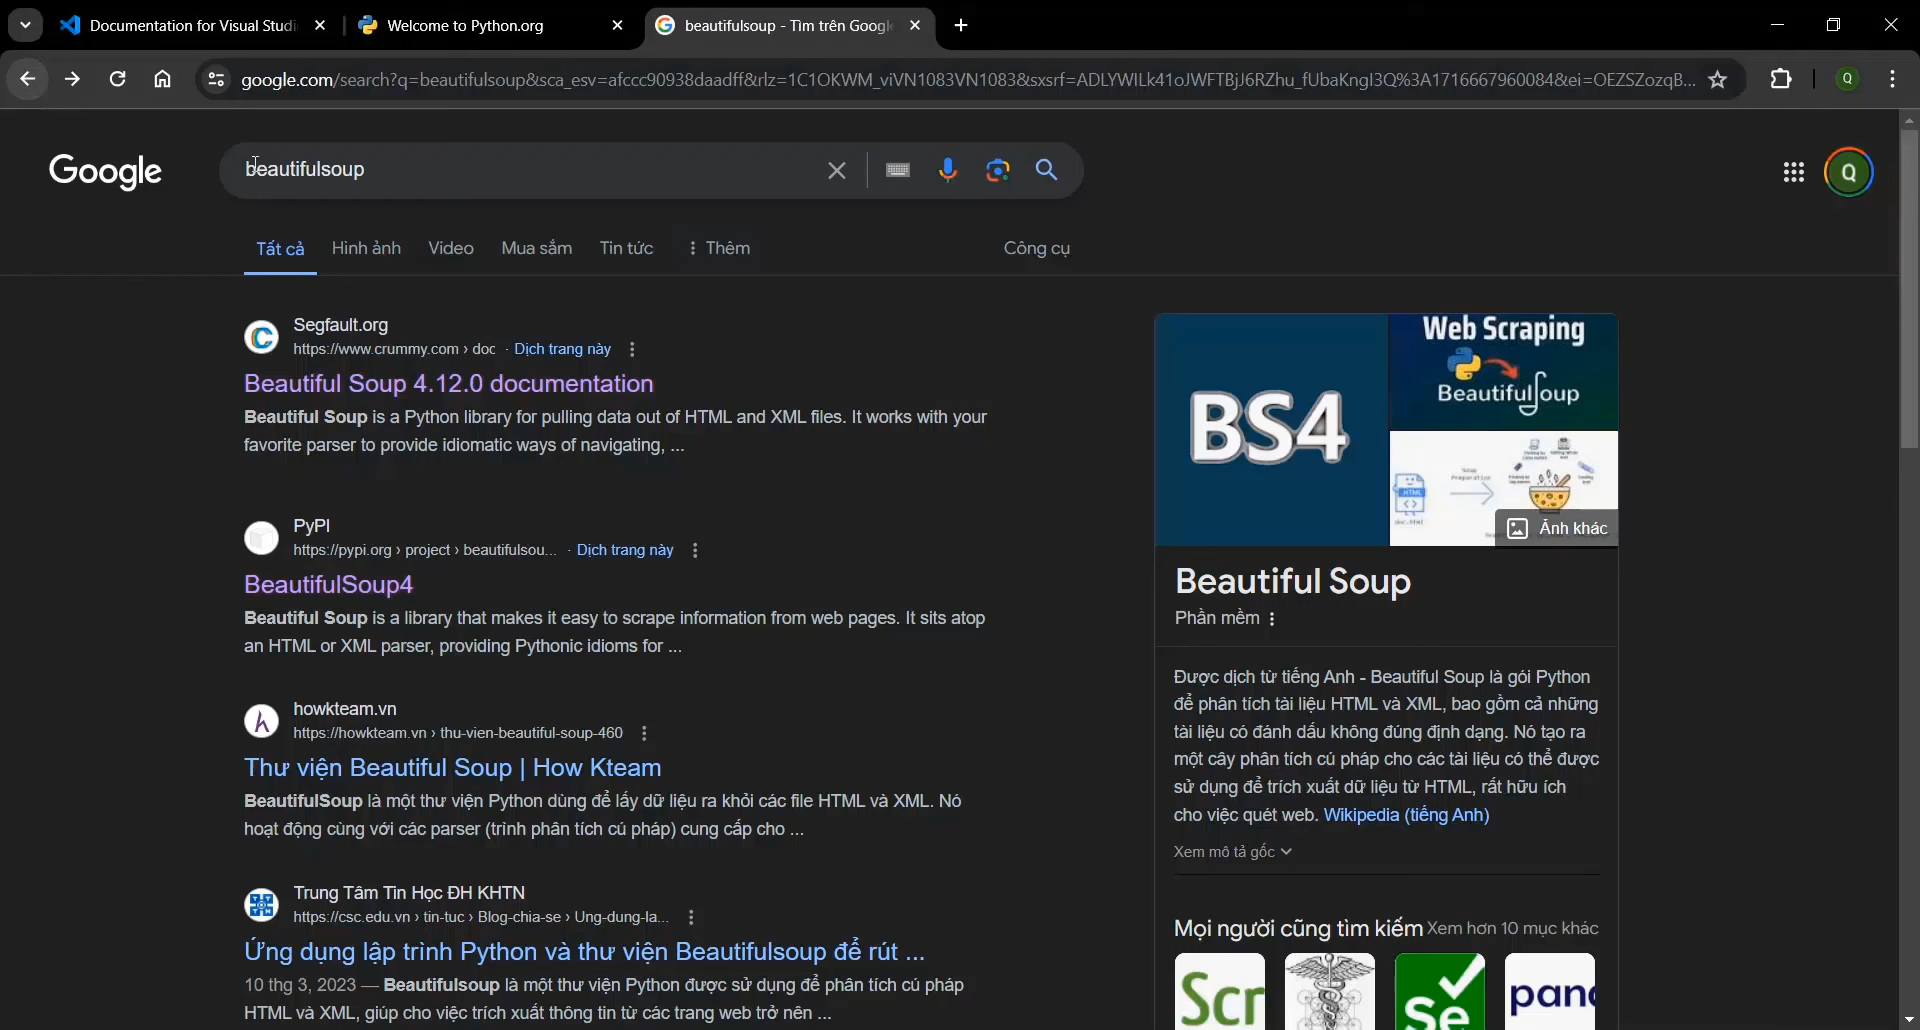 Documentation for Visual Studi
Welcome to Python.org
beautifulsoup - Tìm trên Google
google.com/search?q=beautifulsoup&sca_esv=afccc90938daadff&rlz=1C1OKWM_viVN1083VN1083&sxsrf=ADLYWILk41oJWFTBjJ6RZhu_fUbaKngl3Q%3A1716667960084&ei=OEZSZozqB...
Q
Google
beautifulsoup
Q
Tất cả
Hình ảnh
Video
Mua sắm
Tin tức
Thêm
Công cụ
Segfault.org
https://www.crummy.com › doc · Dịch trang này
Beautiful Soup 4.12.0 documentation
Beautiful Soup is a Python library for pulling data out of HTML and XML files. It works with your
favorite parser to provide idiomatic ways of navigating, ...
PyPI
https://pypi.org › project › beautifulsou... · Dịch trang này
BeautifulSoup4
Beautiful Soup is a library that makes it easy to scrape information from web pages. It sits atop
an HTML or XML parser, providing Pythonic idioms for ...
howkteam.vn
https://howkteam.vn › thu-vien-beautiful-soup-460
Thư viện Beautiful Soup | How Kteam
BeautifulSoup là một thư viện Python dùng để lấy dữ liệu ra khỏi các file HTML và XML. Nó
hoạt động cùng với các parser (trình phân tích cú pháp) cung cấp cho ...
Trung Tâm Tin Học ĐH KHTN
https://csc.edu.vn › tin-tuc › Blog-chia-se › Ung-dung-la...
Ứng dụng lập trình Python và thư viện Beautifulsoup để rút ...
10 thg 3, 2023 — Beautifulsoup là một thư viện Python được sử dụng để phân tích cú pháp
HTML và XML, giúp cho việc trích xuất thông tin từ các trang web trở nên ...
BS4
Web Scraping
BeautifulSoup
Ảnh khác
Beautiful Soup
Phần mềm
Được dịch từ tiếng Anh - Beautiful Soup là gói Python
để phân tích tài liệu HTML và XML, bao gồm cả những
tài liệu có đánh dấu không đúng định dạng. Nó tạo ra
một cây phân tích cú pháp cho các tài liệu có thể được
sử dụng để trích xuất dữ liệu từ HTML, rất hữu ích
cho việc quét web. Wikipedia (tiếng Anh)
Xem mô tả gốc
Mọi người cũng tìm kiếm
Xem hơn 10 mục khác
Scr
Se
pand